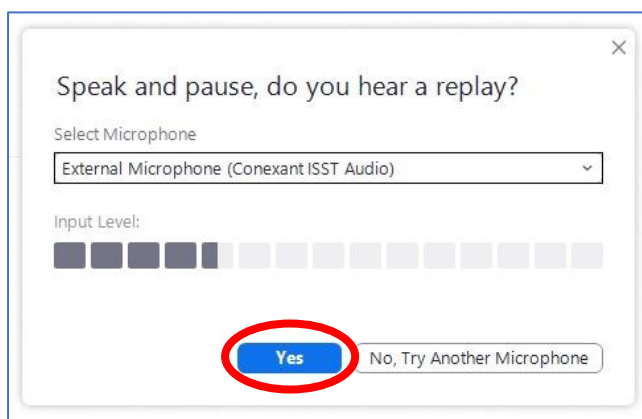 Speak and pause, do you hear a replay?
Select Microphone
External Microphone (Conexant ISST Audio)
Input Level:
Yes
No, Try Another Microphone